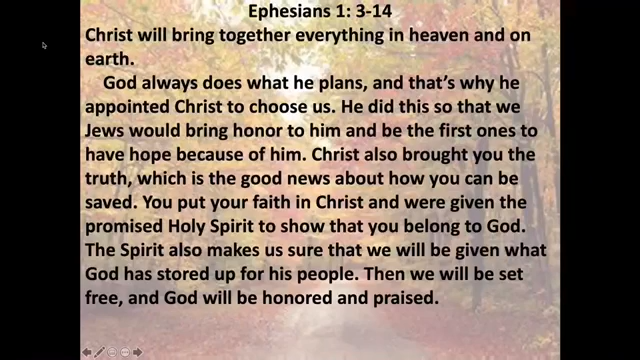 Ephesians 1: 3-14
Christ will bring together everything in heaven and on
earth.
God always does what he plans, and that's why he
appointed Christ to choose us. He did this so that we
Jews would bring honor to him and be the first ones to
have hope because of him. Christ also brought you the
truth, which is the good news about how you can be
saved. You put your faith in Christ and were given the
promised Holy Spirit to show that you belong to God.
The Spirit also makes us sure that we will be given what
God has stored up for his people. Then we will be set
free, and God will be honored and praised.